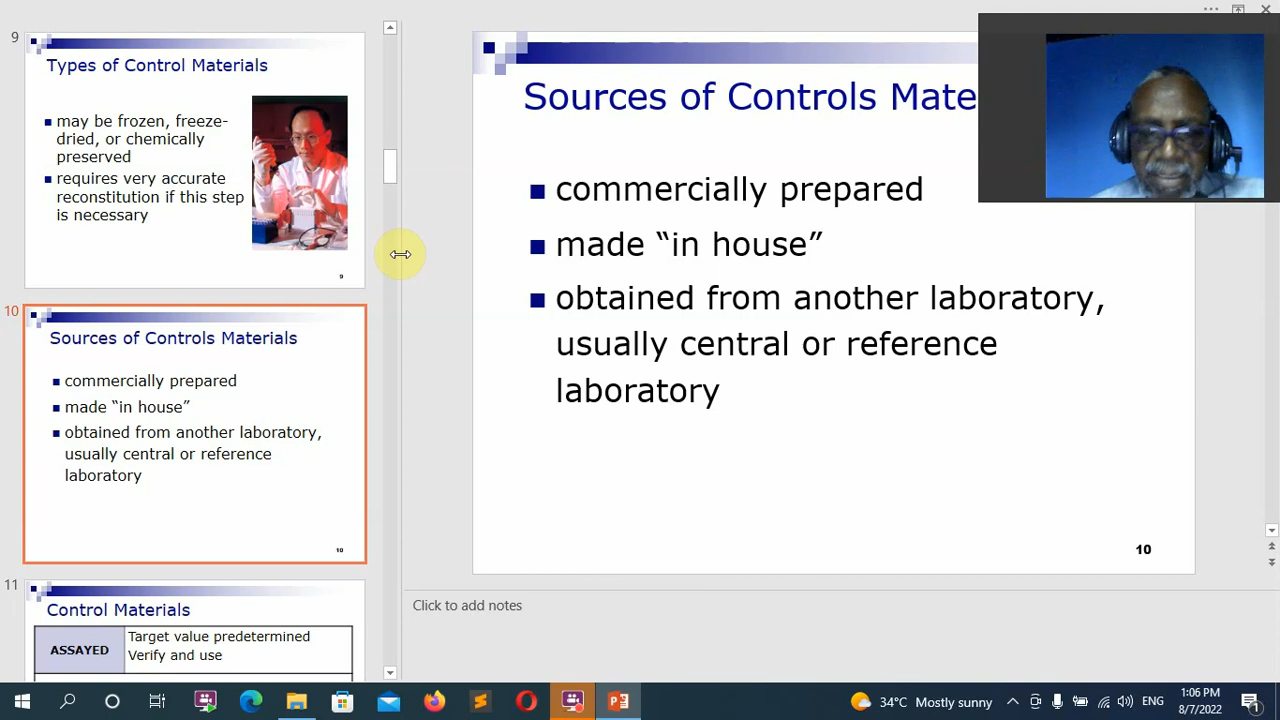 9
Types of Control Materials
may be frozen, freeze-
dried, or chemically
preserved
requires very accurate
reconstitution if this step
is necessary
9
10
Sources of Controls Materials
commercially prepared
made “in house”
obtained from another laboratory,
usually central or reference
laboratory
10
11
Control Materials
ASSAYED
Target value predetermined
Verify and use
Sources of Controls Mate
commercially prepared
made “in house”
obtained from another laboratory,
usually central or reference
laboratory
10
Click to add notes
34°C Mostly sunny
ENG
1:06 PM
8/7/2022
1